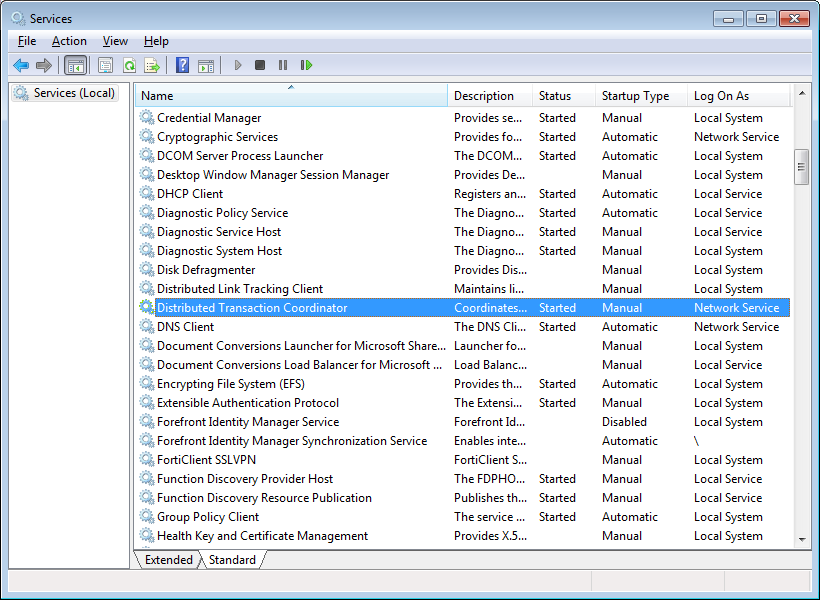 Services
File Action View Help
Services (Local)
Name Description Status Startup Type Log On As
Credential Manager Provides se... Started Manual Local System
Cryptographic Services Provides fo... Started Automatic Network Service
DCOM Server Process Launcher The DCOM... Started Automatic Local System
Desktop Window Manager Session Manager Provides De... Manual Local System
DHCP Client Registers an... Started Automatic Local Service
Diagnostic Policy Service The Diagno... Started Automatic Local Service
Diagnostic Service Host The Diagno... Started Manual Local Service
Diagnostic System Host The Diagno... Started Manual Local System
Disk Defragmenter Provides Dis... Manual Local System
Distributed Link Tracking Client Maintains li... Manual Local System
Distributed Transaction Coordinator Coordinates... Started Manual Network Service
DNS Client The DNS Cli... Started Automatic Network Service
Document Conversions Launcher for Microsoft Share... Launcher fo... Manual Local System
Document Conversions Load Balancer for Microsoft ... Load Balanc... Manual Local Service
Encrypting File System (EFS) Provides th... Started Automatic Local System
Extensible Authentication Protocol The Extensi... Started Manual Local System
Forefront Identity Manager Service Forefront Id... Disabled Local System
Forefront Identity Manager Synchronization Service Enables inte... Automatic \
FortiClient SSLVPN FortiClient S... Manual Local System
Function Discovery Provider Host The FDPHO... Started Manual Local Service
Function Discovery Resource Publication Publishes th... Started Manual Local Service
Group Policy Client The service ... Started Automatic Local System
Health Key and Certificate Management Provides X.5... Manual Local System
Extended Standard